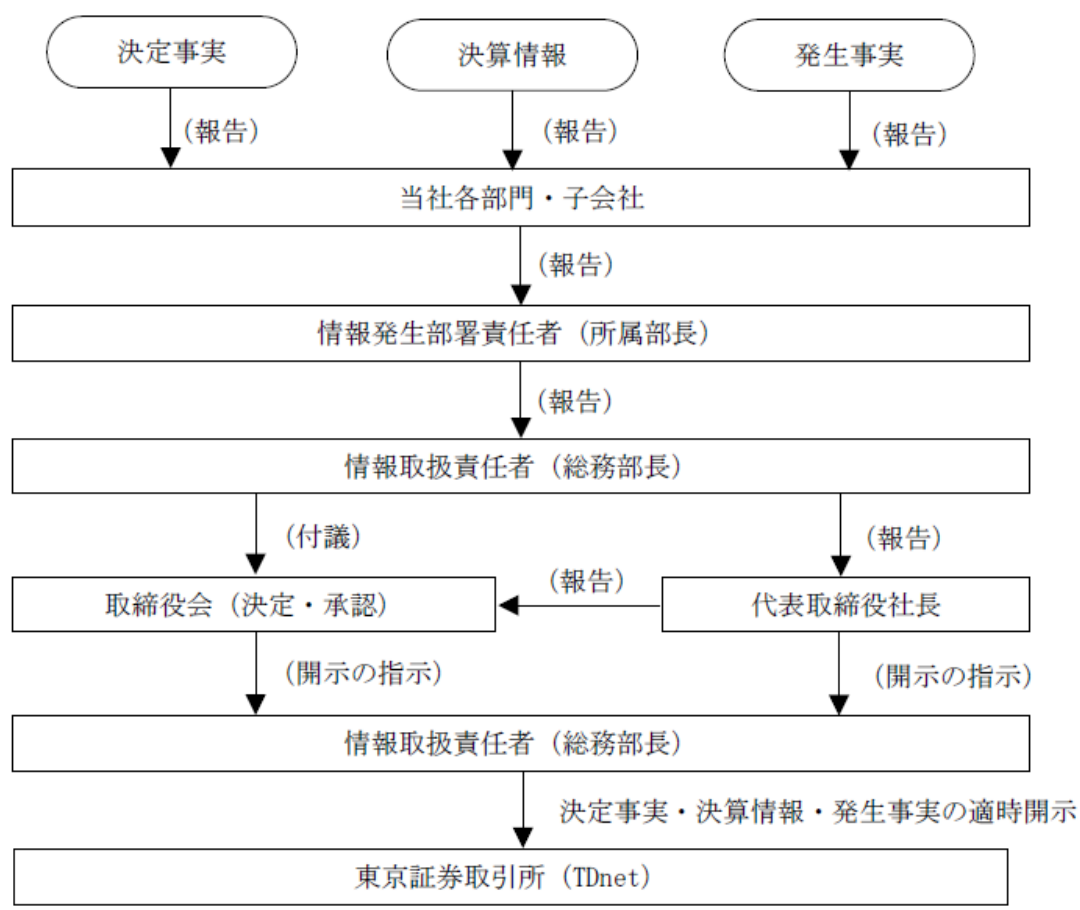 決定事実
決算情報
発生事実
(報告)
(報告)
(報告)
当社各部門・子会社
(報告)
情報発生部署責任者（所属部長）
(報告)
情報取扱責任者（総務部長）
(付議)
(報告)
取締役会（決定・承認）
(報告)
代表取締役社長
(開示の指示)
(開示の指示)
情報取扱責任者（総務部長）
決定事実・決算情報・発生事実の適時開示
東京証券取引所（TDnet）